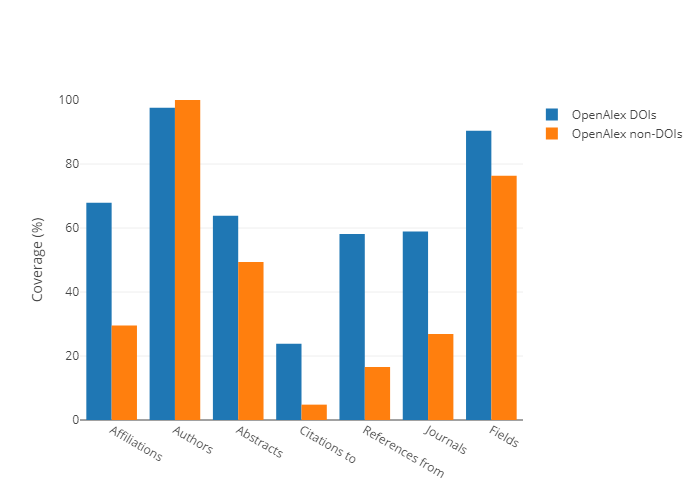 100
80
60
40
20
0
Coverage (%)
Affiliations
Authors
Abstracts
Citations to
References from
Journals
Fields
OpenAlex DOIs
OpenAlex non-DOIs